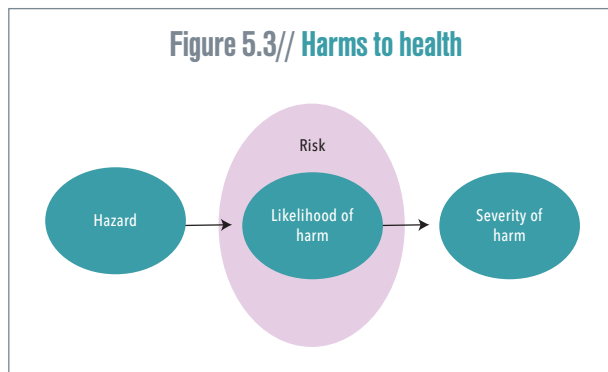 Figure 5.3// Harms to health
Risk
Hazard
Likelihood of
harm
Severity of
harm